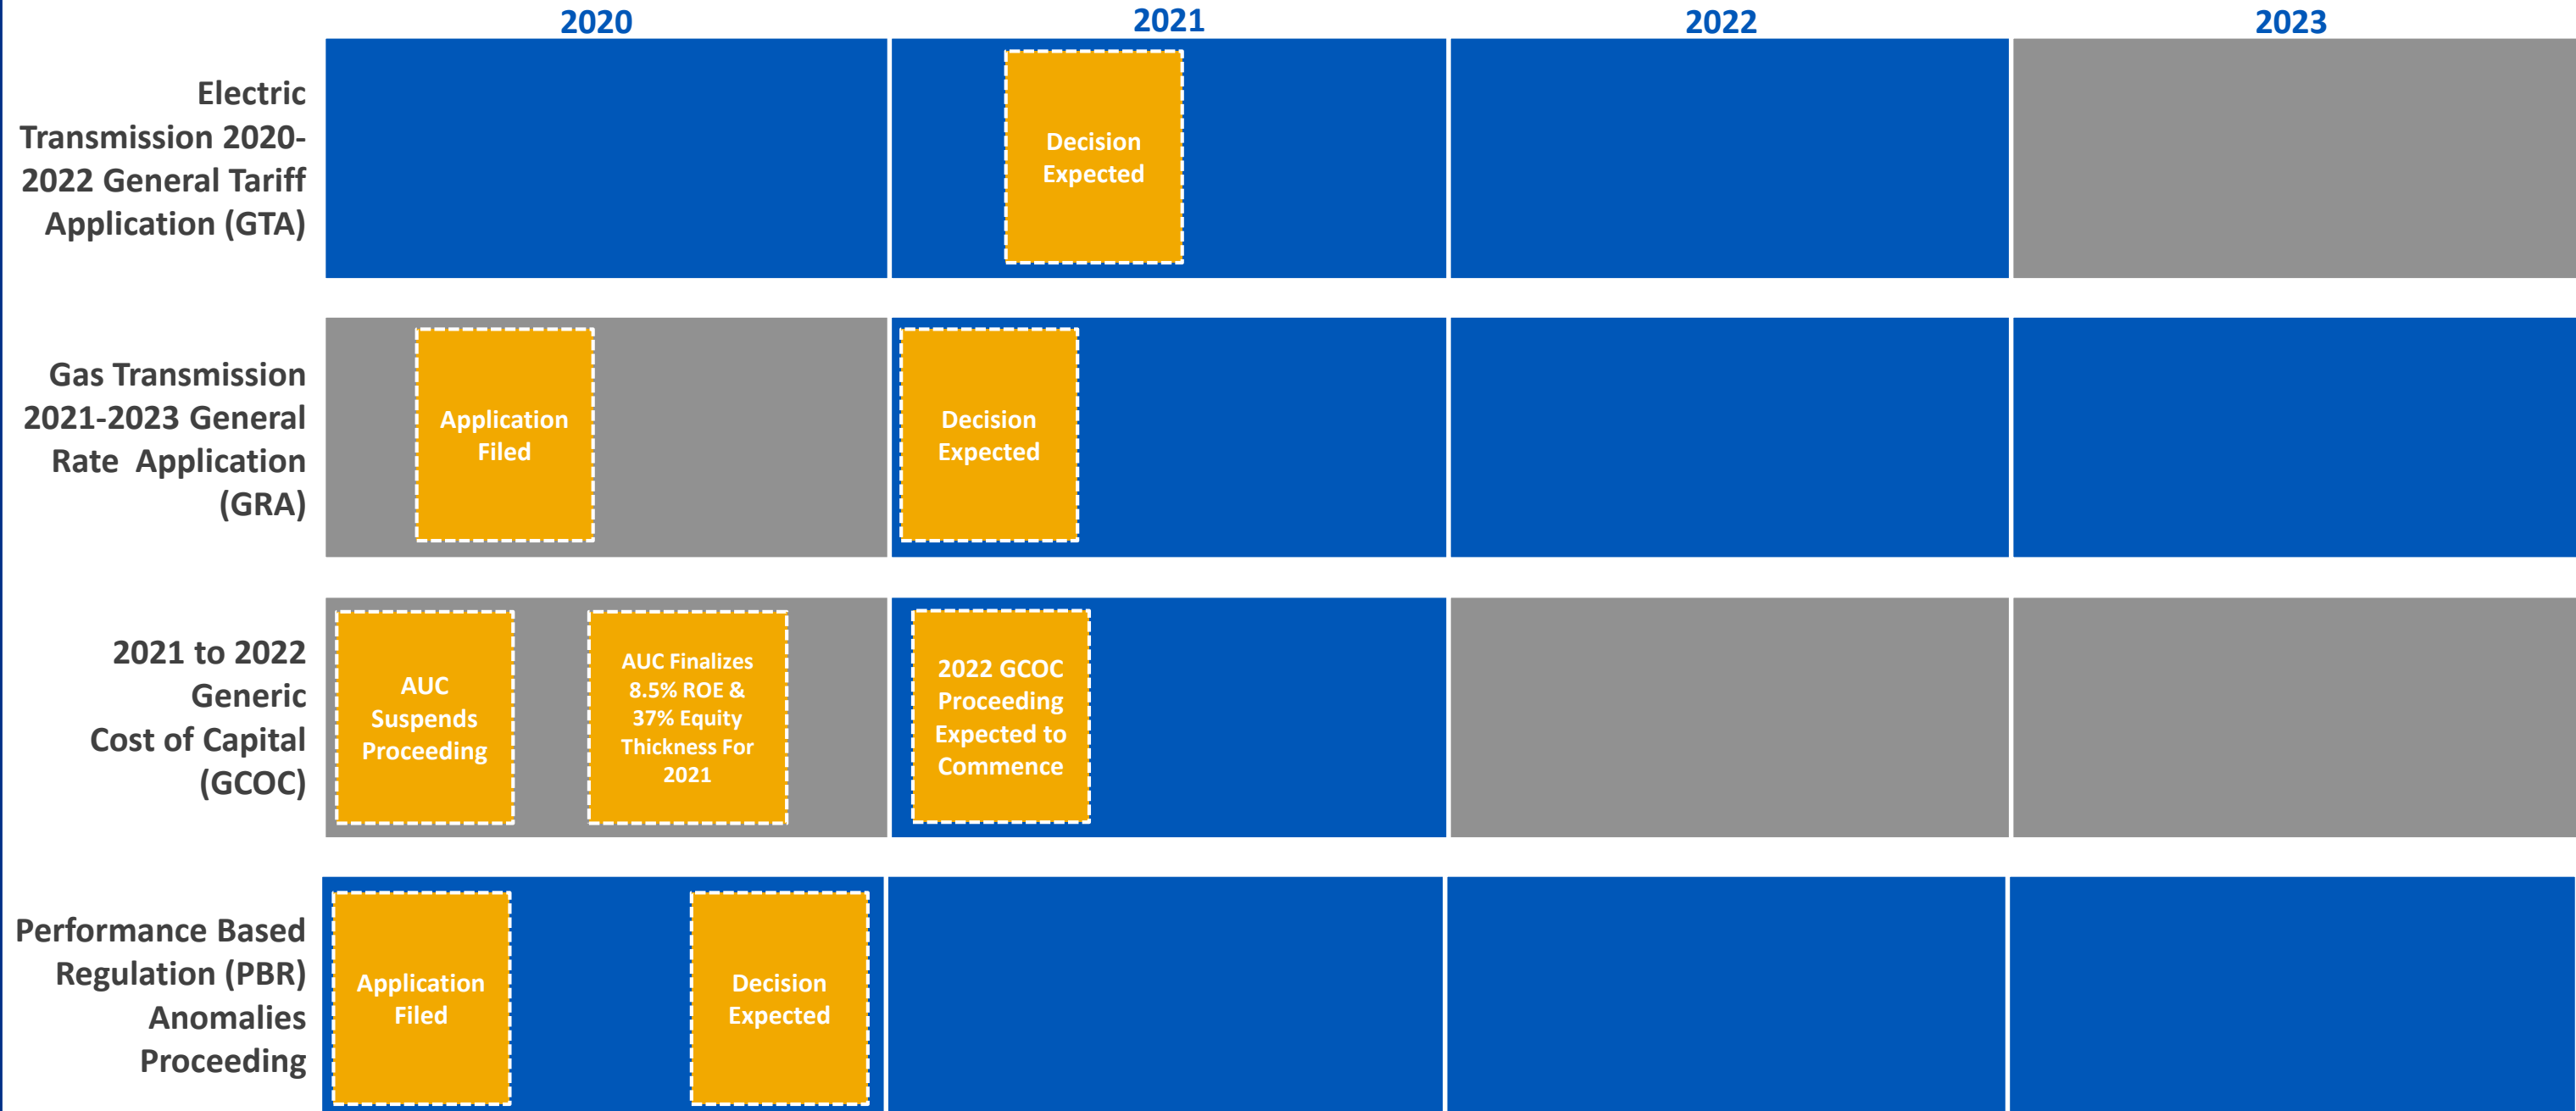 2020
2021
2022
2023
Electric
Transmission 2020-
2022 General Tariff
Application (GTA)
Decision
Expected
Gas Transmission
2021-2023 General
Rate Application
(GRA)
Application
Filed
Decision
Expected
2021 to 2022
Generic
Cost of Capital
(GCOC)
AUC
Suspends
Proceeding
AUC Finalizes
8.5% ROE &
37% Equity
Thickness For
2021
2022 GCOC
Proceeding
Expected to
Commence
Performance Based
Regulation (PBR)
Anomalies
Proceeding
Application
Filed
Decision
Expected